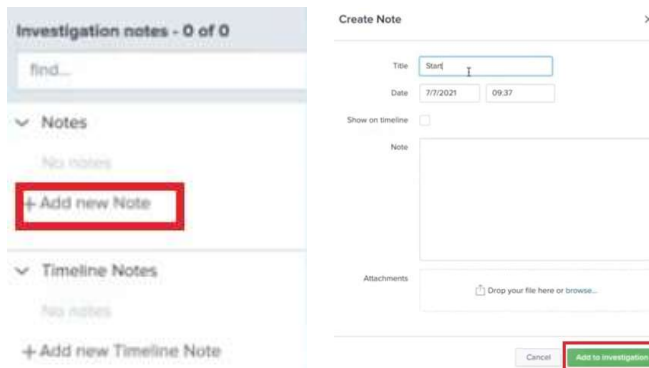 Investigation notes - 0 of 0
find...
Notes
No notes
+ Add new Note
Timeline Notes
No notes
+ Add new Timeline Note
Create Note
Title
Start
Date
7/7/2021
09:37
Show on timeline
Note
Attachments
Drop your file here or browse...
Cancel
Add to Investigation